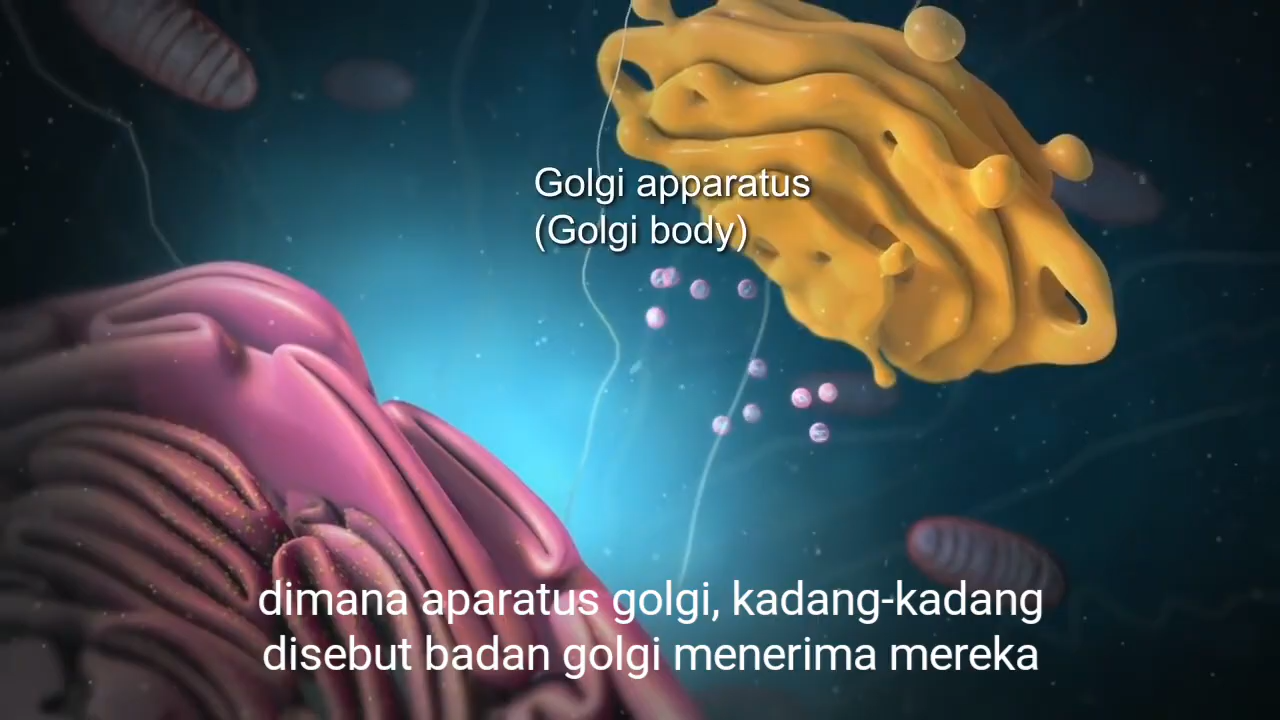 Golgi apparatus
(Golgi body)
dimana aparatus golgi, kadang-kadang
disebut badan golgi menerima mereka